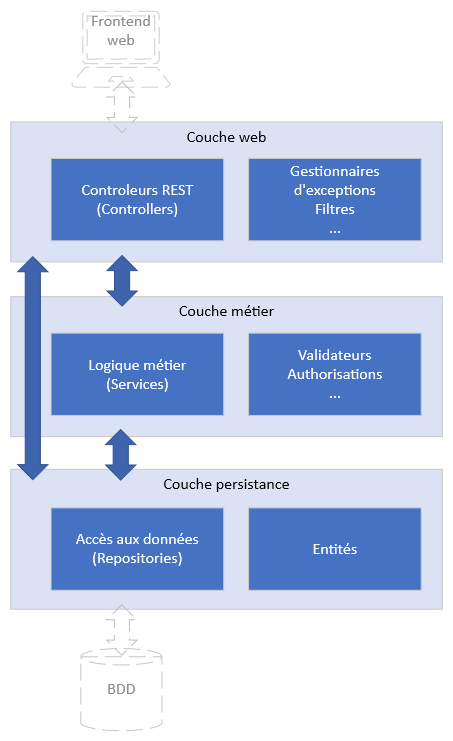 Frontend
web
Couche web
Controleurs REST
(Controllers)
Gestionnaires
d'exceptions
Filtres
...
Couche métier
Logique métier
(Services)
Validateurs
Authorisations
...
Couche persistance
Accès aux données
(Repositories)
Entités
BDD